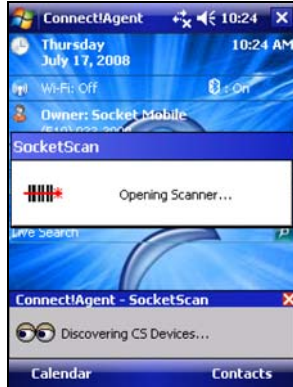 Connect!Agent 10:24
Thursday 10:24 AM
July 17, 2008
Wi-Fi: Off : On
Owner: Socket Mobile
SocketScan
Opening Scanner...
Live Search
Connect!Agent - SocketScan
Discovering CS Devices...
Calendar Contacts